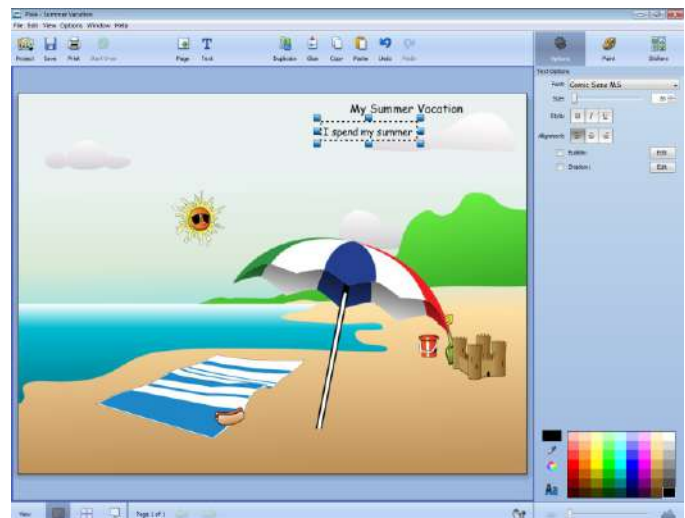 Pixie - Summer Vacation
File Edit View Options Window Help
Project Save Print Page Text Duplicate Glue Copy Paste Undo Redo
Options Paint Stickers
Text Options
Font: Comic Sans MS
Size:
Style: B I U
Alignment:
Edit
Edit
My Summer Vacation
I spend my summer
View Page 1 of 1